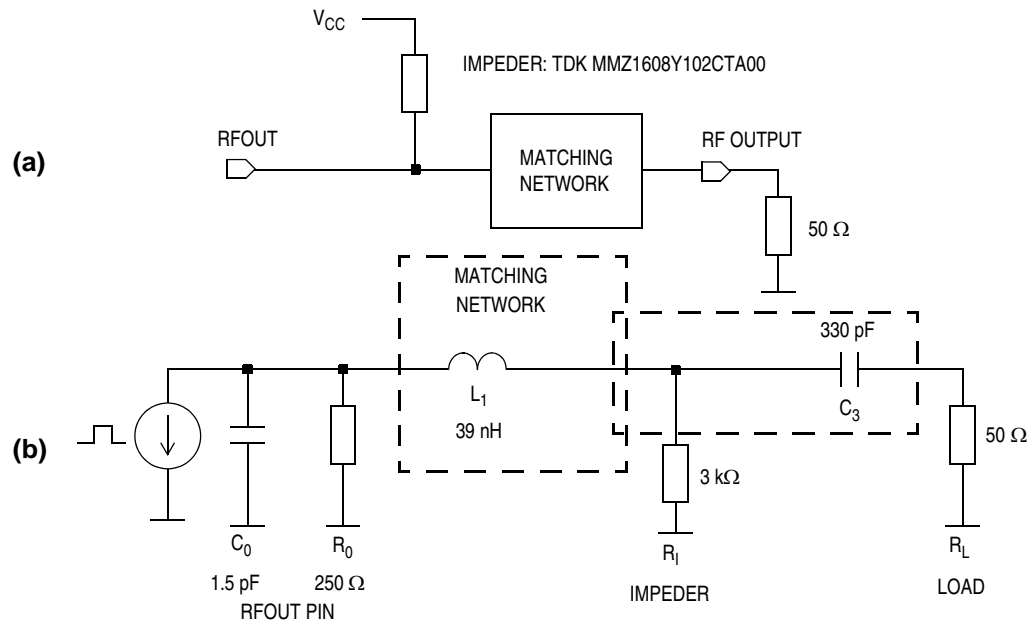 VCC
IMPEDER: TDK MMZ1608Y102CTA00
RFOUT
MATCHING
NETWORK
RF OUTPUT
(a)
50 Ω
MATCHING
NETWORK
330 pF
L1
39 nH
C3
50 Ω
(b)
3 kΩ
C0
R0
RI
RL
1.5 pF
250 Ω
IMPEDER
LOAD
RFOUT PIN